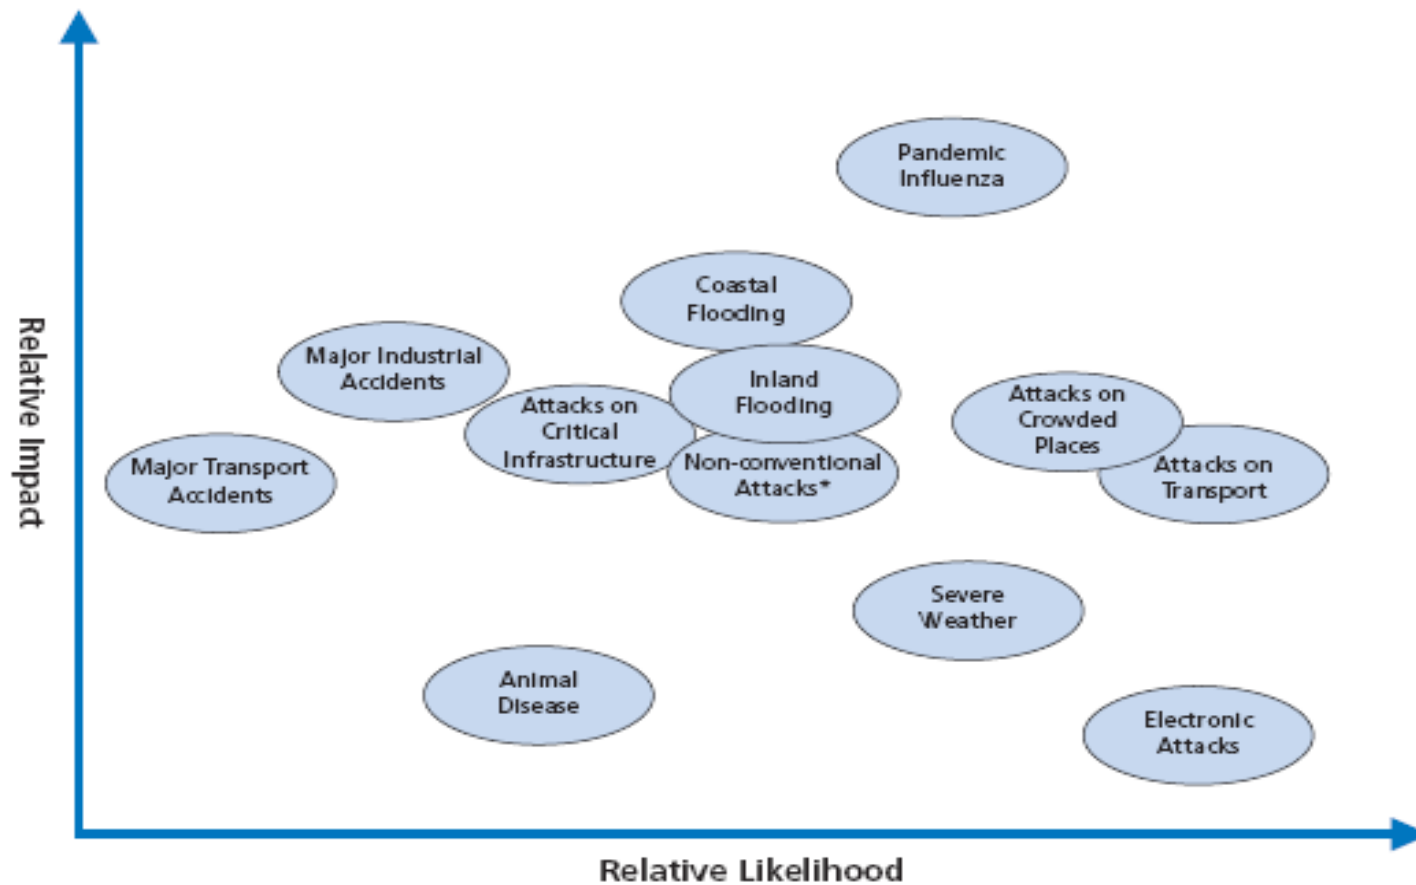 Pandemic
Influenza
Coastal
Flooding
Major Industrial
Accidents
Inland
Flooding
Attacks on
Critical
Infrastructure
Attacks on
Crowded
Places
Major Transport
Accidents
Non-conventional
Attacks*
Attacks on
Transport
Severe
Weather
Animal
Disease
Electronic
Attacks
Relative Impact
Relative Likelihood